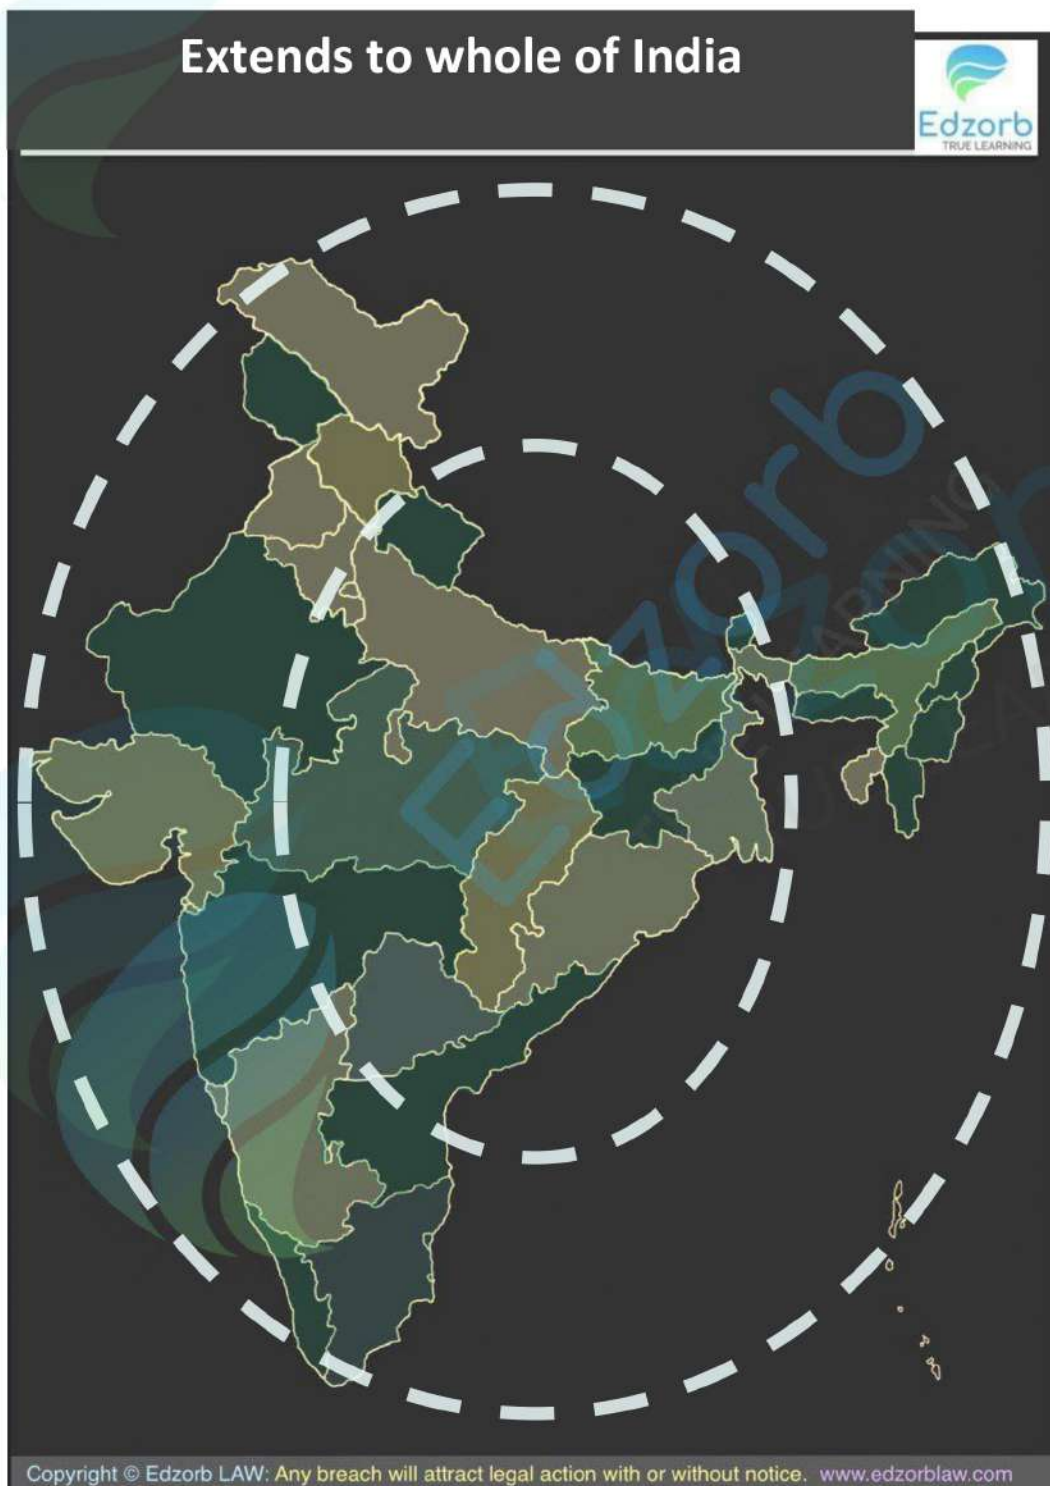 Extends to whole of India
Edzorb
TRUE LEARNING
Edzorb
Copyright © Edzorb LAW: Any breach will attract legal action with or without notice. www.edzorblaw.com